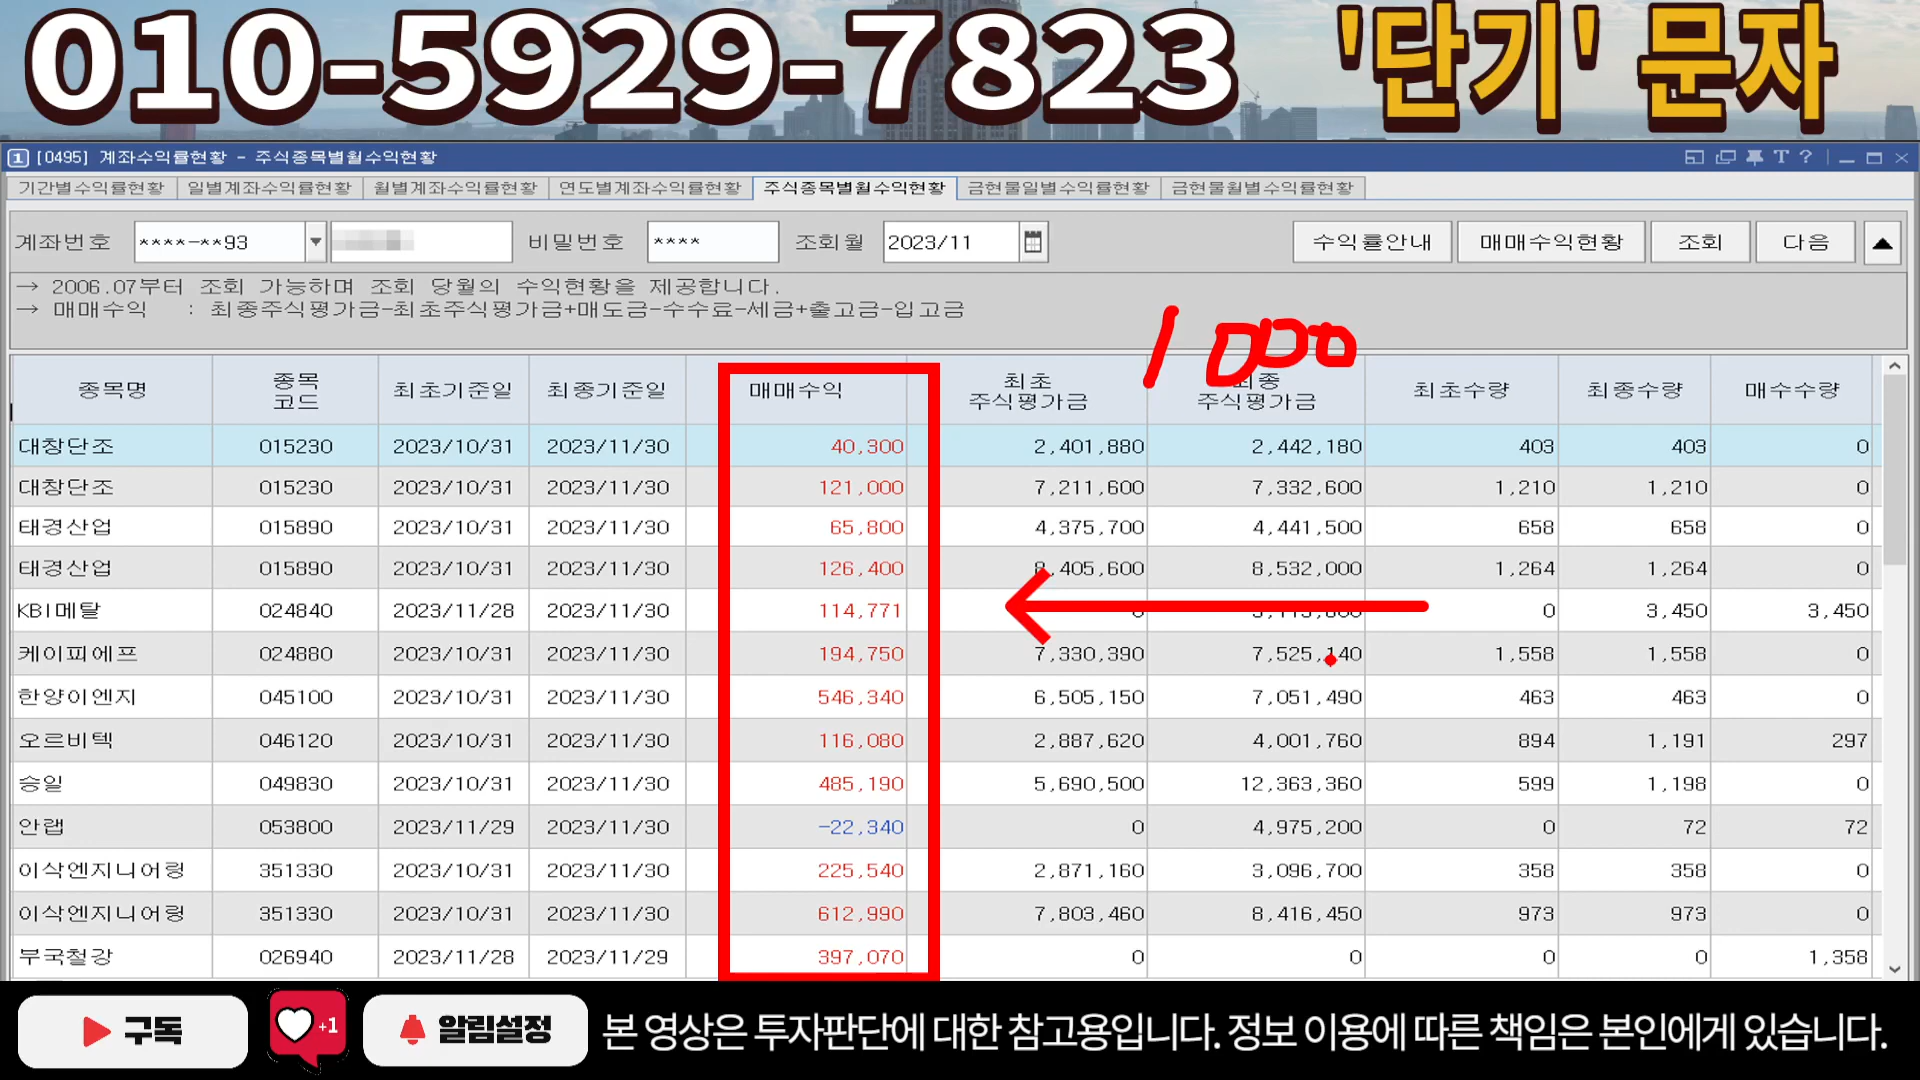 010-5929-7823 '단기' 문자
1 [0495] 계좌수익률현황 - 주식종목별월수익현황
기간별수익률현황 일별계좌수익률현황 월별계좌수익률현황 연도별계좌수익률현황 주식종목별월수익현황 금현물일별수익률현황 금현물월별수익률현황
계좌번호 ****-**93 비밀번호 **** 조회월 2023/11 수익률안내 매매수익현황 조회 다음
→ 2006.07부터 조회 가능하며 조회 당월의 수익현황을 제공합니다.
→ 매매수익 : 최종주식평가금-최초주식평가금+매도금-수수료-세금+출고금-입고금
1000
종목명 종목코드 최초기준일 최종기준일 매매수익 최초주식평가금 최종주식평가금 최초수량 최종수량 매수수량
대창단조 015230 2023/10/31 2023/11/30 40,300 2,401,880 2,442,180 403 403 0
대창단조 015230 2023/10/31 2023/11/30 121,000 7,211,600 7,332,600 1,210 1,210 0
태경산업 015890 2023/10/31 2023/11/30 65,800 4,375,700 4,441,500 658 658 0
태경산업 015890 2023/10/31 2023/11/30 126,400 8,405,600 8,532,000 1,264 1,264 0
KBI메탈 024840 2023/11/28 2023/11/30 114,771 0 0 3,450 3,450
케이피에프 024880 2023/10/31 2023/11/30 194,750 7,330,390 7,525,140 1,558 1,558 0
한양이엔지 045100 2023/10/31 2023/11/30 546,340 6,505,150 7,051,490 463 463 0
오르비텍 046120 2023/10/31 2023/11/30 116,080 2,887,620 4,001,760 894 1,191 297
승일 049830 2023/10/31 2023/11/30 485,190 5,690,500 12,363,360 599 1,198 0
안랩 053800 2023/11/29 2023/11/30 -22,340 0 4,975,200 0 72 72
이삭엔지니어링 351330 2023/10/31 2023/11/30 225,540 2,871,160 3,096,700 358 358 0
이삭엔지니어링 351330 2023/10/31 2023/11/30 612,990 7,803,460 8,416,450 973 973 0
부국철강 026940 2023/11/28 2023/11/29 397,070 0 0 0 0 1,358
구독 +1 알림설정 본 영상은 투자판단에 대한 참고용입니다. 정보 이용에 따른 책임은 본인에게 있습니다.